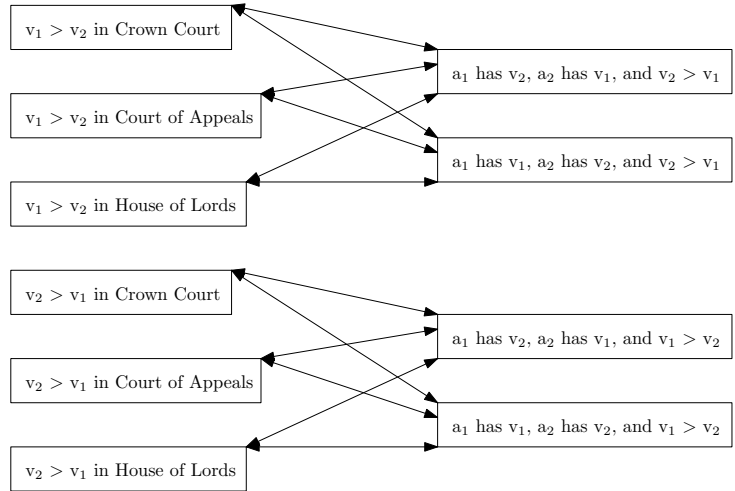 v₁ > v₂ in Crown Court
a₁ has v₂, a₂ has v₁, and v₂ > v₁
v₁ > v₂ in Court of Appeals
a₁ has v₁, a₂ has v₂, and v₂ > v₁
v₁ > v₂ in House of Lords
v₂ > v₁ in Crown Court
a₁ has v₂, a₂ has v₁, and v₁ > v₂
v₂ > v₁ in Court of Appeals
a₁ has v₁, a₂ has v₂, and v₁ > v₂
v₂ > v₁ in House of Lords